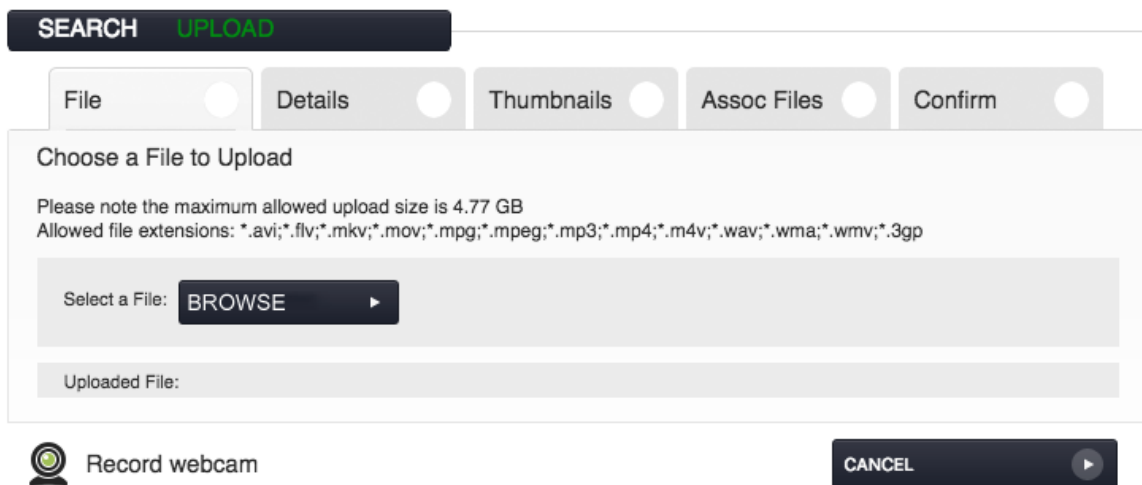 SEARCH UPLOAD
File Details Thumbnails Assoc Files Confirm
Choose a File to Upload
Please note the maximum allowed upload size is 4.77 GB
Allowed file extensions: *.avi;*.flv;*.mkv;*.mov;*.mpg;*.mpeg;*.mp3;*.mp4;*.m4v;*.wav;*.wma;*.wmv;*.3gp
Select a File: BROWSE
Uploaded File:
Record webcam CANCEL